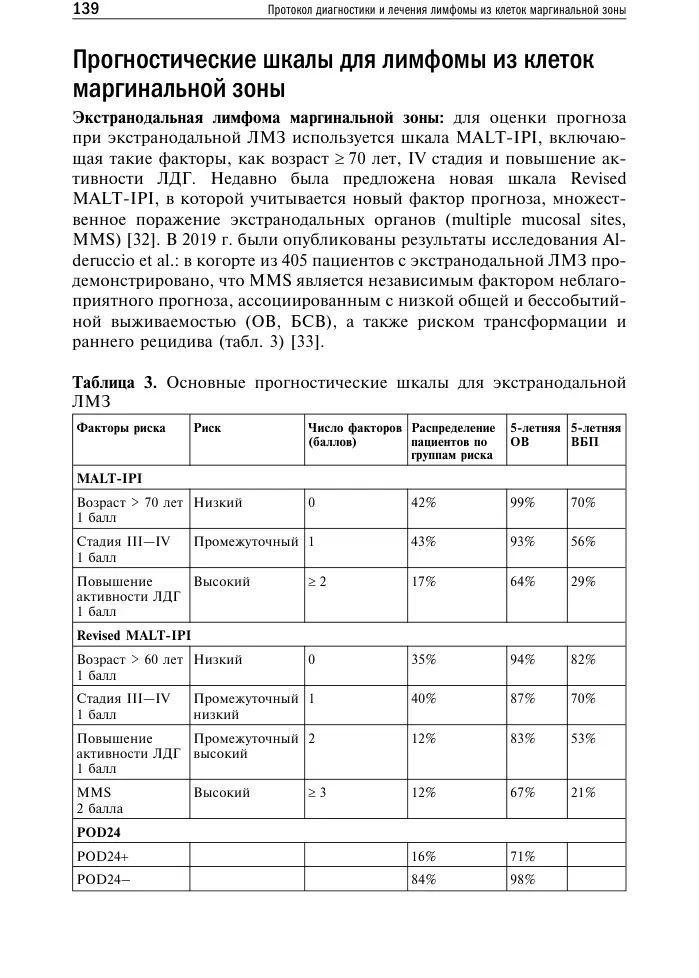 139
Протокол диагностики и лечения лимфомы из клеток маргинальной зоны
Прогностические шкалы для лимфомы из клеток
маргинальной зоны
Экстранодальная лимфома маргинальной зоны: для оценки прогноза
при экстранодальной ЛМЗ используется шкала MALT-IPI, включаю-
щая такие факторы, как возраст ≥ 70 лет, IV стадия и повышение ак-
тивности ЛДГ. Недавно была предложена новая шкала Revised
MALT-IPI, в которой учитывается новый фактор прогноза, множест-
венное поражение экстранодальных органов (multiple mucosal sites,
MMS) [32]. В 2019 г. были опубликованы результаты исследования Al-
deruccio et al.: в когорте из 405 пациентов с экстранодальной ЛМЗ про-
демонстрировано, что MMS является независимым фактором неблаго-
приятного прогноза, ассоциированным с низкой общей и бессобытий-
ной выживаемостью (ОВ, БСВ), а также риском трансформации и
раннего рецидива (табл. 3) [33].
Таблица 3. Основные прогностические шкалы для экстранодальной
ЛМЗ
Факторы риска Риск Число факторов Распределение 5-летняя 5-летняя
(баллов) пациентов по ОВ ВБП
группам риска
MALT-IPI
Возраст > 70 лет Низкий 0 42% 99% 70%
1 балл
Стадия III—IV Промежуточный 1 43% 93% 56%
1 балл
Повышение Высокий ≥ 2 17% 64% 29%
активности ЛДГ
1 балл
Revised MALT-IPI
Возраст > 60 лет Низкий 0 35% 94% 82%
1 балл
Стадия III—IV Промежуточный 1 40% 87% 70%
1 балл низкий
Повышение Промежуточный 2 12% 83% 53%
активности ЛДГ высокий
1 балл
MMS Высокий ≥ 3 12% 67% 21%
2 балла
POD24
POD24+ 16% 71%
POD24− 84% 98%